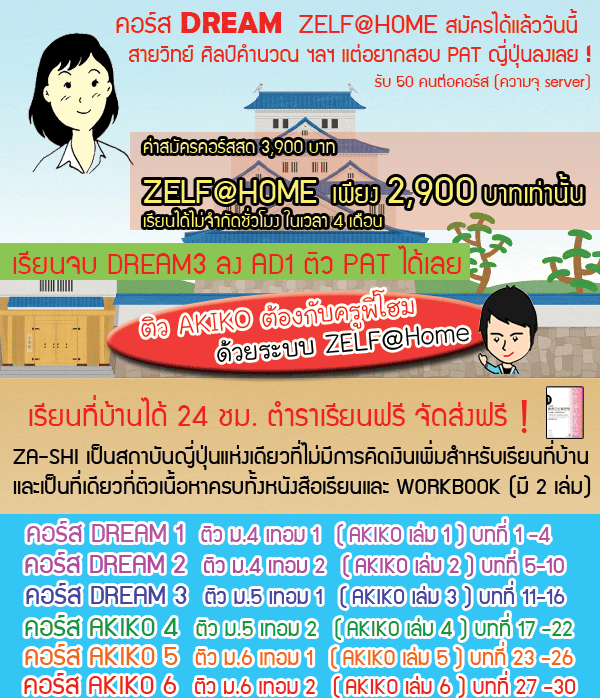 คอร์ส DREAM ZELF@HOME สมัครได้แล้ววันนี้
สายวิทย์ ศิลป์คำนวณ ฯลฯ แต่อยากสอบ PAT ญี่ปุ่นลงเลย !
รับ 50 คนต่อคอร์ส (ความจุ server)
ค่าสมัครคอร์สสด 3,900 บาท
ZELF@HOME เพียง 2,900 บาทเท่านั้น
เรียนได้ไม่จำกัดชั่วโมง ในเวลา 4 เดือน
เรียนจบ DREAM3 ลง AD1 ติว PAT ได้เลย
ติว AKIKO ต้องกับครูพี่โฮม
ด้วยระบบ ZELF@Home
เรียนที่บ้านได้ 24 ชม. ตำราเรียนฟรี จัดส่งฟรี !
ZA-SHI เป็นสถาบันญี่ปุ่นแห่งเดียวที่ไม่มีการคิดเงินเพิ่มสำหรับเรียนที่บ้าน
และเป็นที่เดียวที่ติวเนื้อหาครบทั้งหนังสือเรียนและ WORKBOOK (มี 2 เล่ม)
คอร์ส DREAM 1 ติว ม.4 เทอม 1 (AKIKO เล่ม 1) บทที่ 1 -4
คอร์ส DREAM 2 ติว ม.4 เทอม 2 (AKIKO เล่ม 2) บทที่ 5-10
คอร์ส DREAM 3 ติว ม.5 เทอม 1 (AKIKO เล่ม 3) บทที่ 11-16
คอร์ส AKIKO 4 ติว ม.5 เทอม 2 (AKIKO เล่ม 4) บทที่ 17 -22
คอร์ส AKIKO 5 ติว ม.6 เทอม 1 (AKIKO เล่ม 5) บทที่ 23 -26
คอร์ส AKIKO 6 ติว ม.6 เทอม 2 (AKIKO เล่ม 6) บทที่ 27 -30